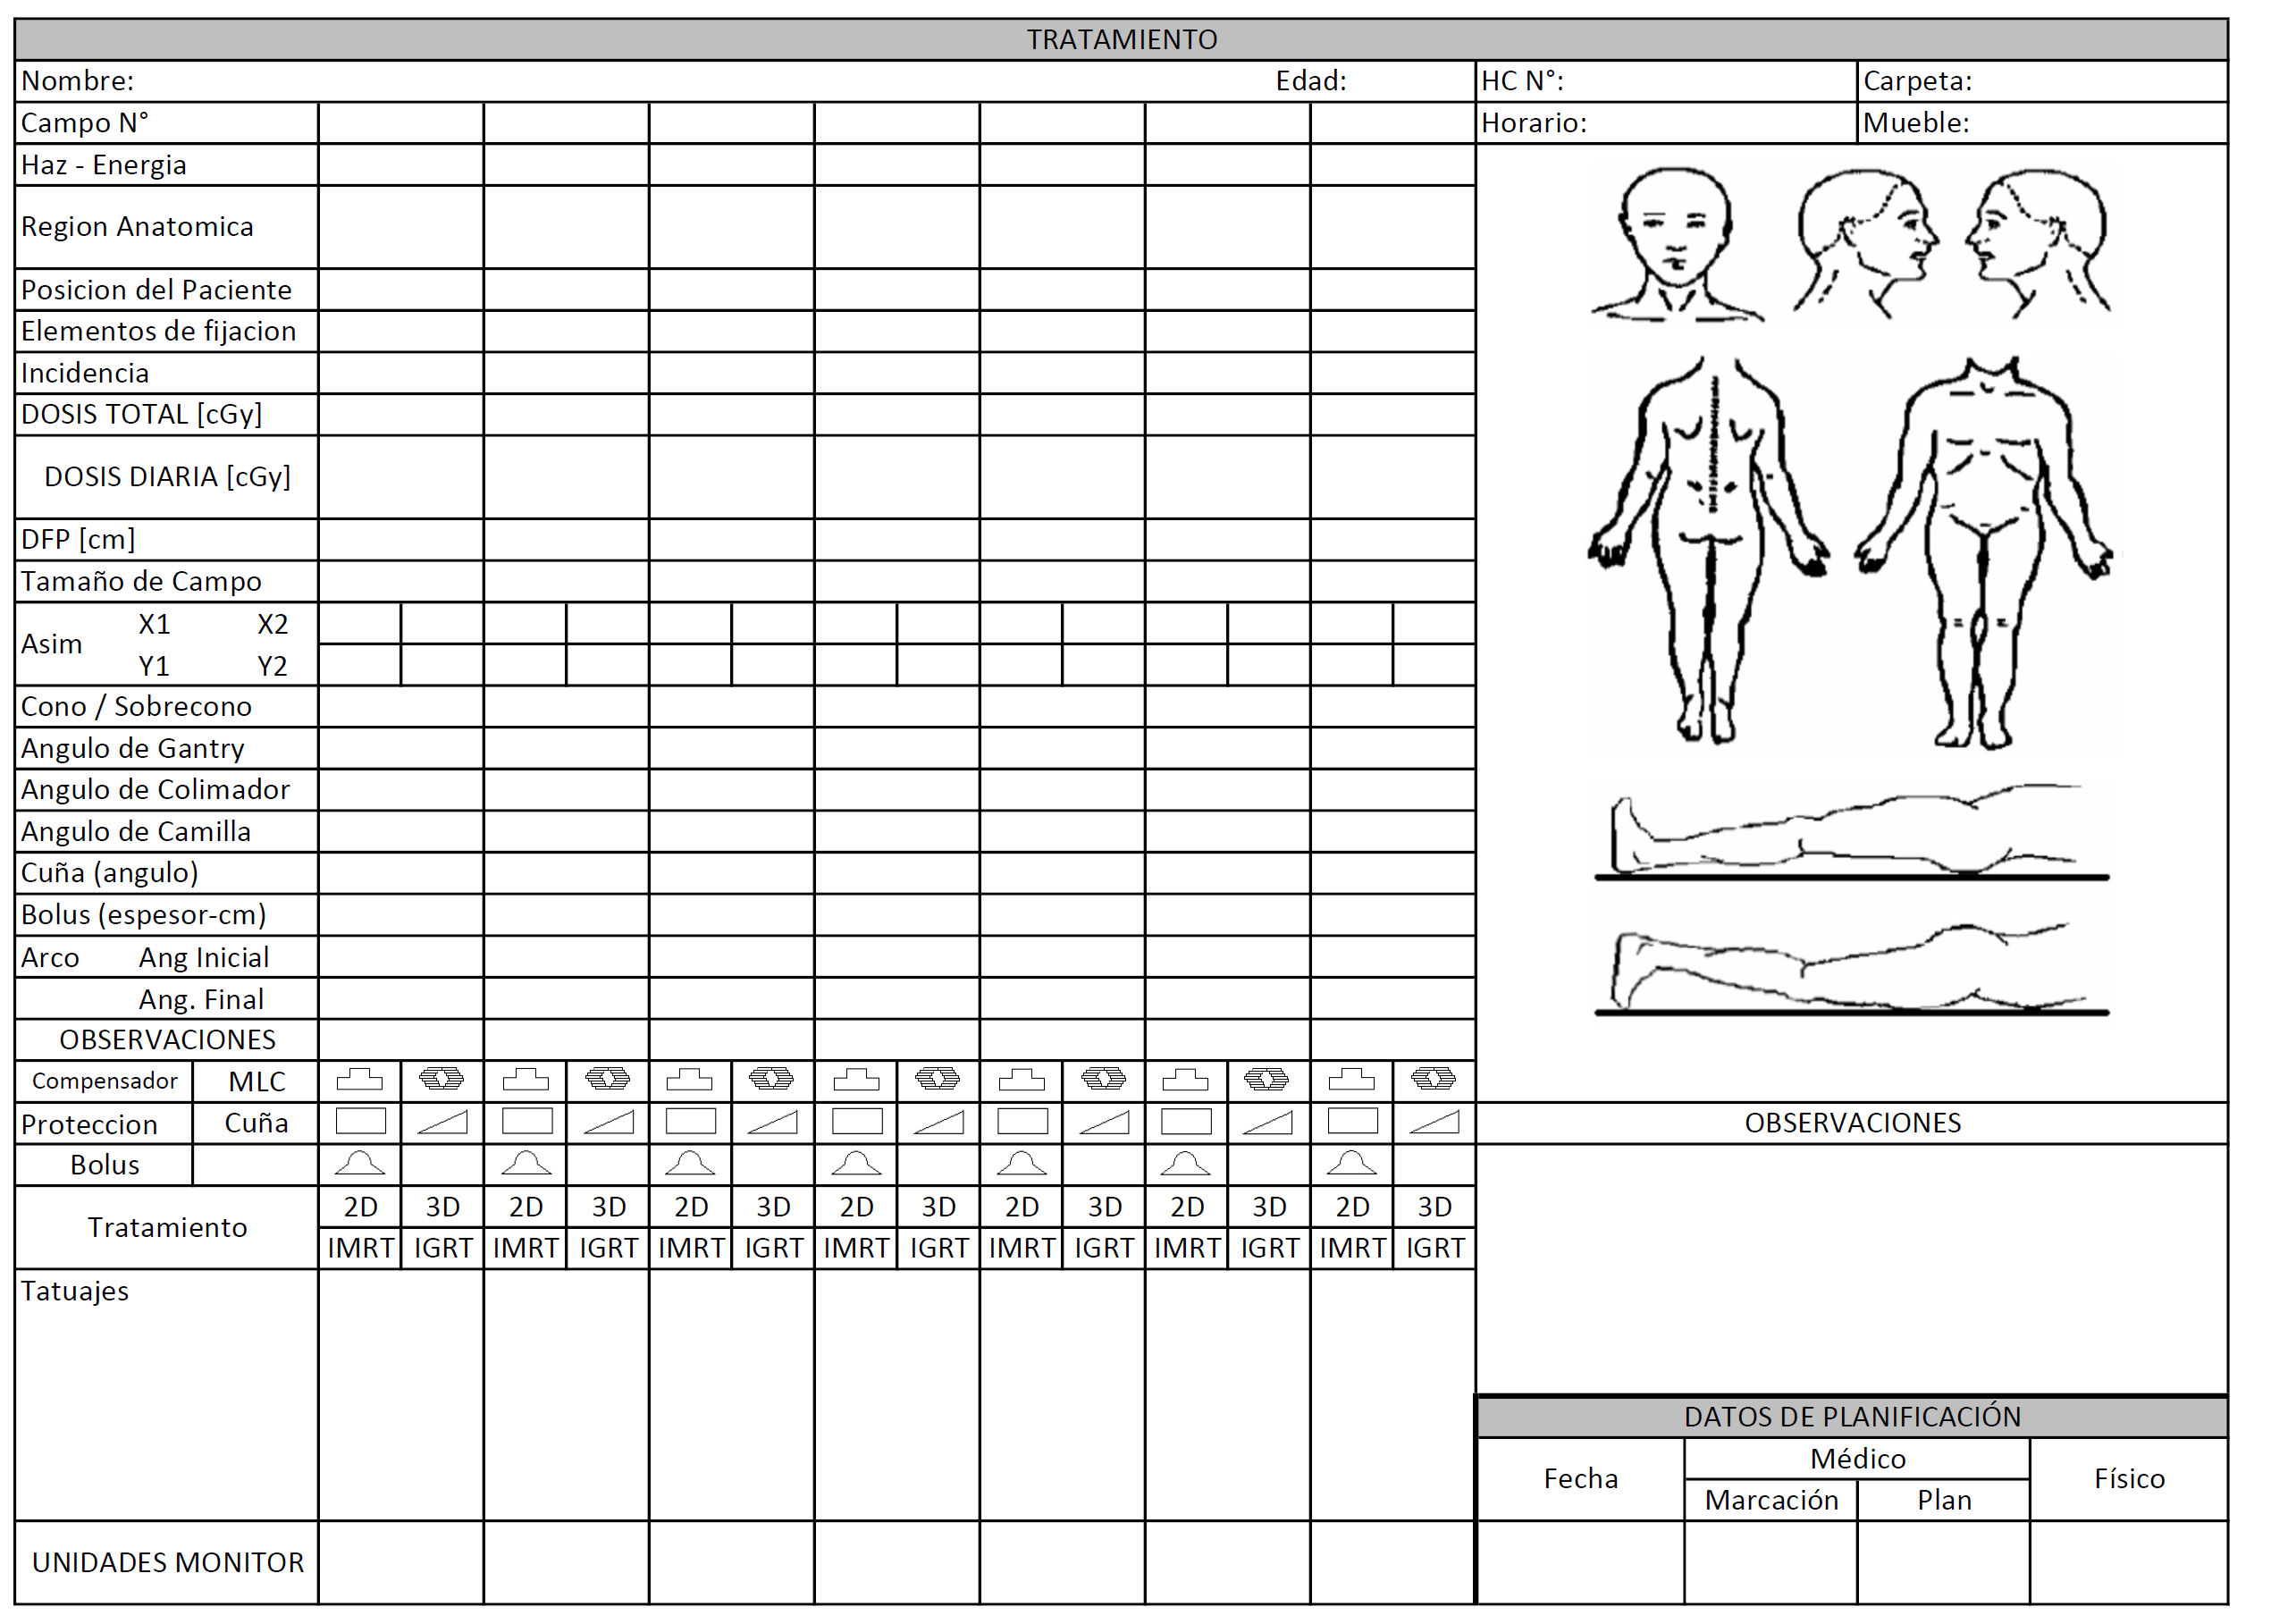 TRATAMIENTO
Nombre: Edad: HC N°: Carpeta:
Campo N° Horario: Mueble:
Haz - Energia
Region Anatomica
Posicion del Paciente
Elementos de fijacion
Incidencia
DOSIS TOTAL [cGy]
DOSIS DIARIA [cGy]
DFP [cm]
Tamaño de Campo
Asim X1 X2
Y1 Y2
Cono / Sobrecono
Angulo de Gantry
Angulo de Colimador
Angulo de Camilla
Cuña (angulo)
Bolus (espesor-cm)
Arco Ang Inicial
Ang. Final
OBSERVACIONES
Compensador MLC
Proteccion Cuña OBSERVACIONES
Bolus
Tratamiento
2D 3D 2D 3D 2D 3D 2D 3D 2D 3D 2D 3D 2D 3D
IMRT IGRT IMRT IGRT IMRT IGRT IMRT IGRT IMRT IGRT IMRT IGRT IMRT IGRT
Tatuajes
DATOS DE PLANIFICACIÓN
Fecha Médico Físico
Marcación Plan
UNIDADES MONITOR